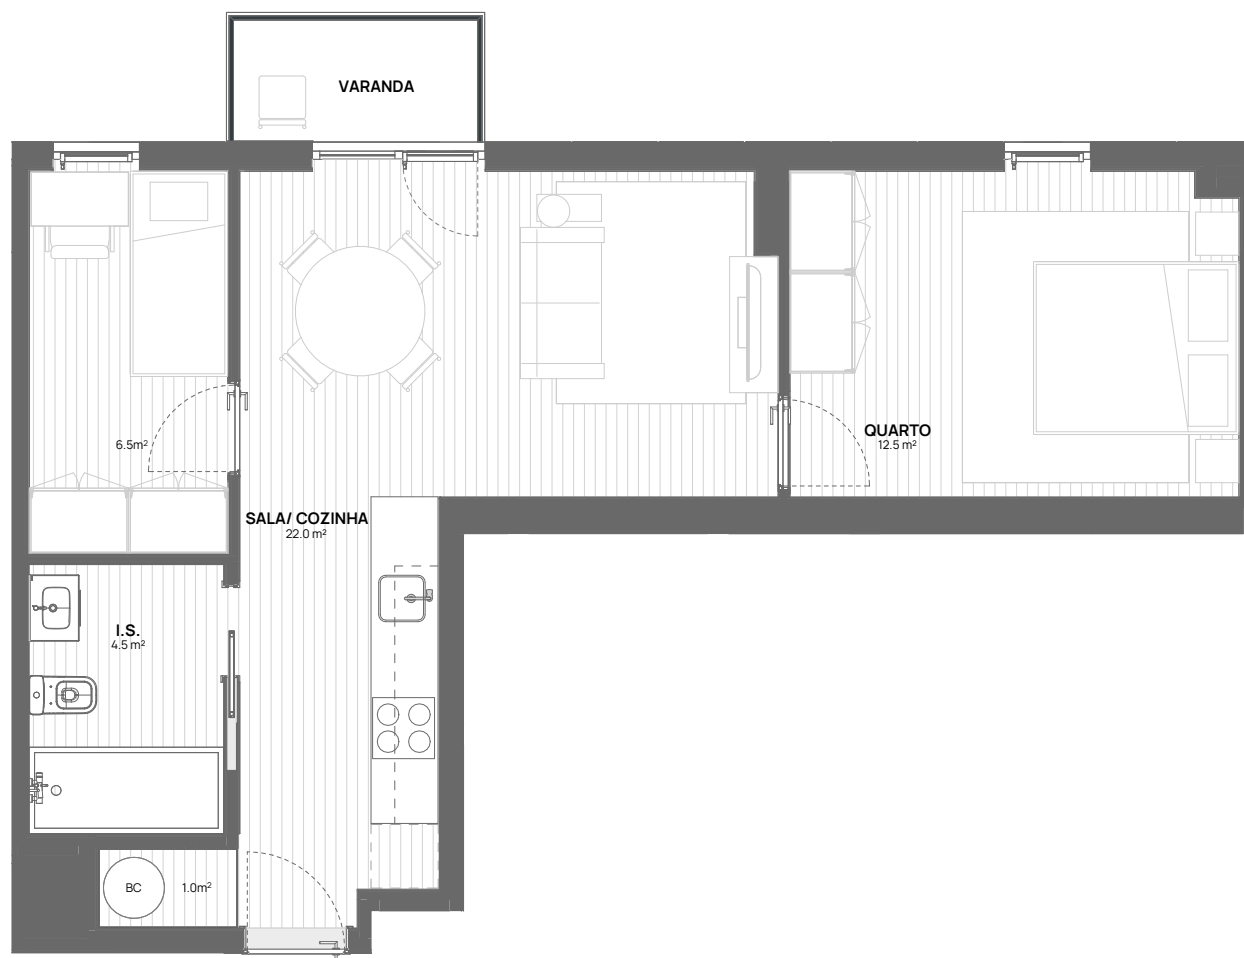 VARANDA
6.5m²
QUARTO
12.5 m²
SALA/ COZINHA
22.0 m²
I.S.
4.5 m²
BC
1.0m²